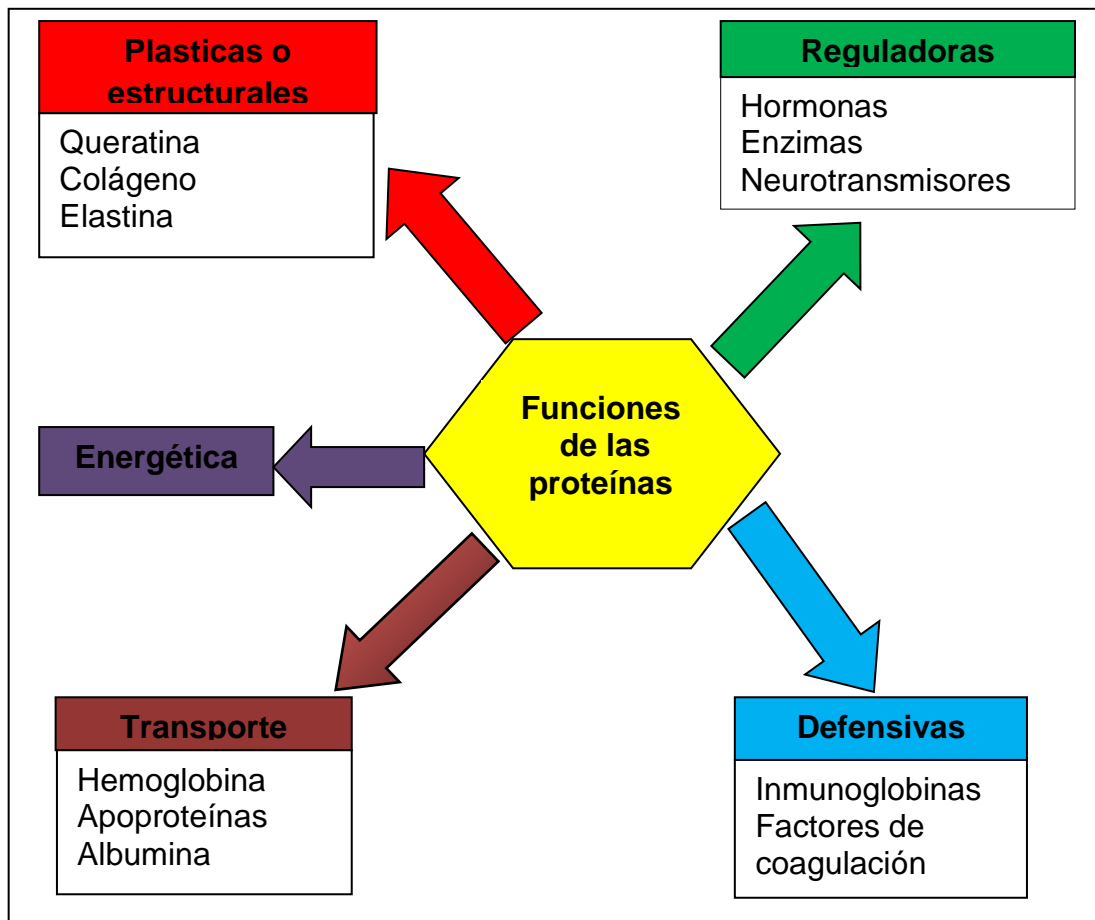 Plasticas o
estructurales
Queratina
Colágeno
Elastina
Reguladoras
Hormonas
Enzimas
Neurotransmisores
Funciones
de las
proteínas
Energética
Transporte
Hemoglobina
Apoproteínas
Albumina
Defensivas
Inmunoglobinas
Factores de
coagulación